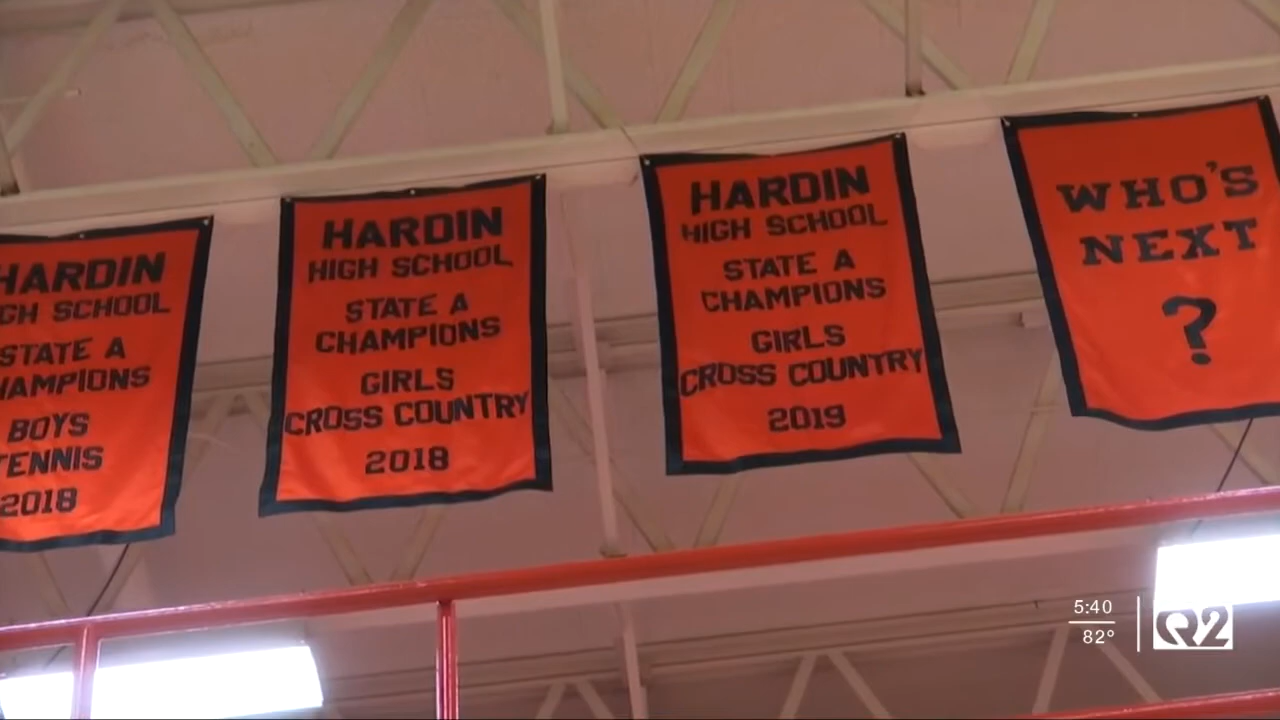 HARDIN
HIGH SCHOOL
STATE A
CHAMPIONS
BOYS
TENNIS
2018
HARDIN
HIGH SCHOOL
STATE A
CHAMPIONS
GIRLS
CROSS COUNTRY
2018
HARDIN
HIGH SCHOOL
STATE A
CHAMPIONS
GIRLS
CROSS COUNTRY
2019
WHO'S
NEXT
?
5:40
82°
Q2